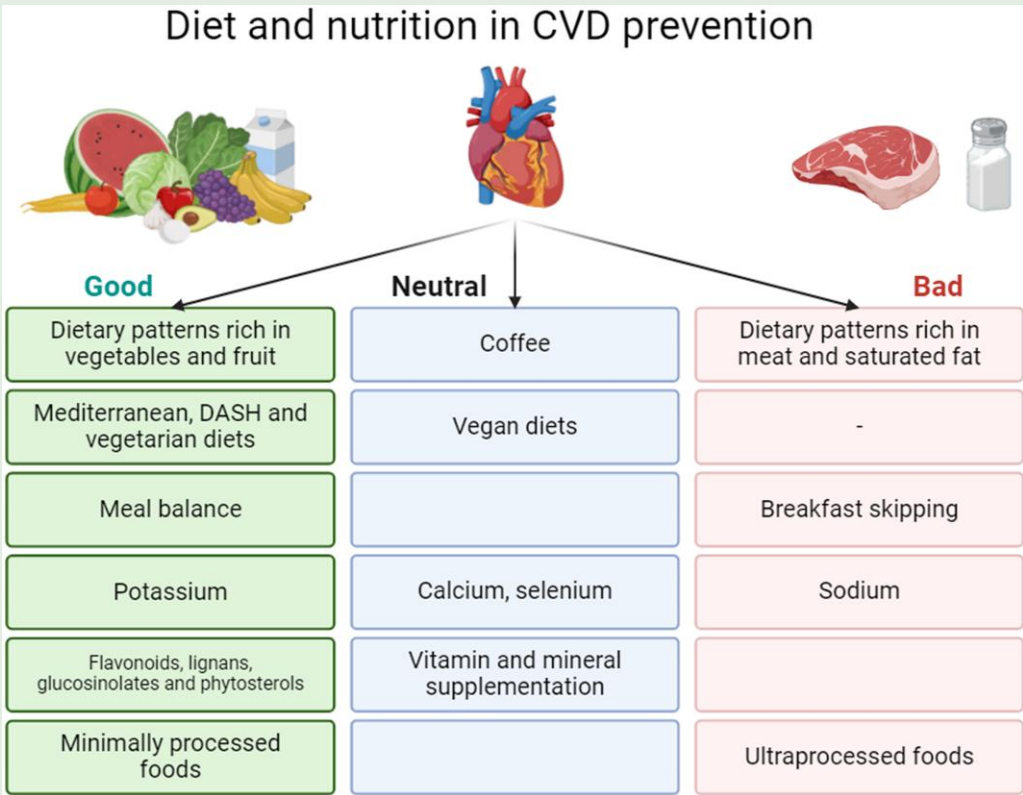 Diet and nutrition in CVD prevention
Good
Neutral
Bad
Dietary patterns rich in
vegetables and fruit
Coffee
Dietary patterns rich in
meat and saturated fat
Mediterranean, DASH and
vegetarian diets
Vegan diets
-
Meal balance
Breakfast skipping
Potassium
Calcium, selenium
Sodium
Flavonoids, lignans,
glucosinolates and phytosterols
Vitamin and mineral
supplementation
Minimally processed
foods
Ultraprocessed foods